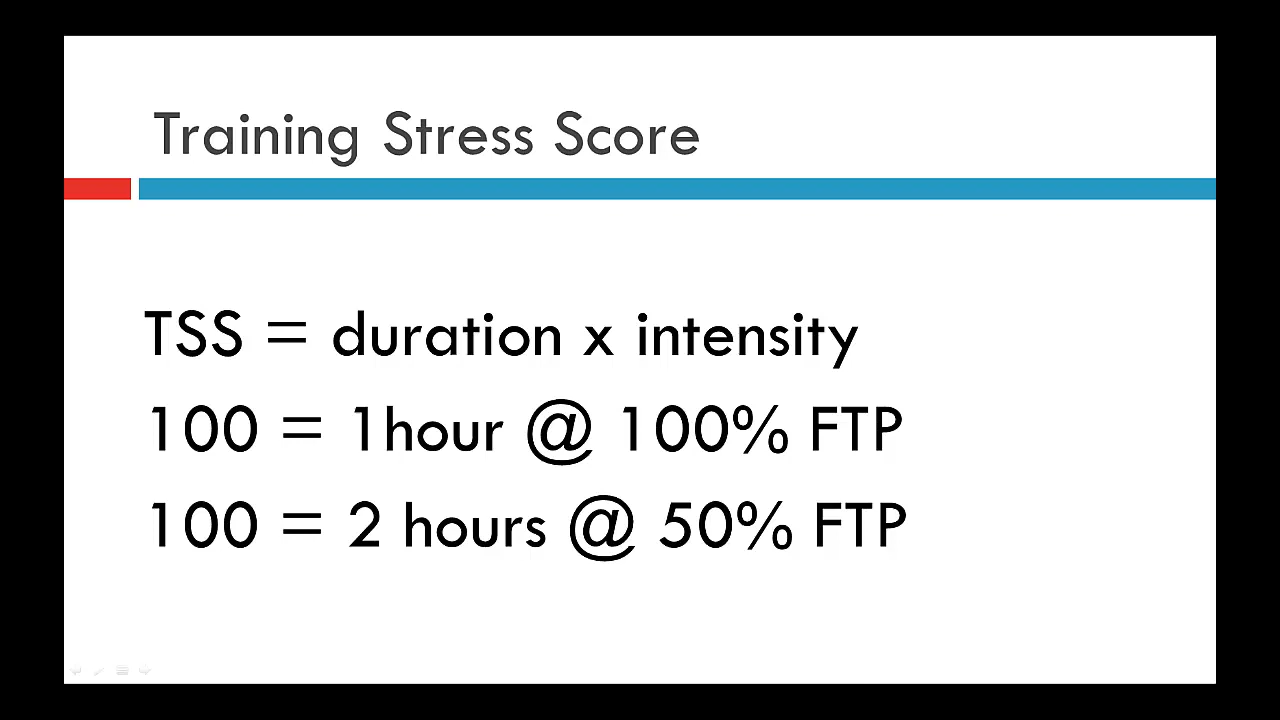 Training Stress Score
TSS = duration x intensity
100 = 1hour @ 100% FTP
100 = 2 hours @ 50% FTP